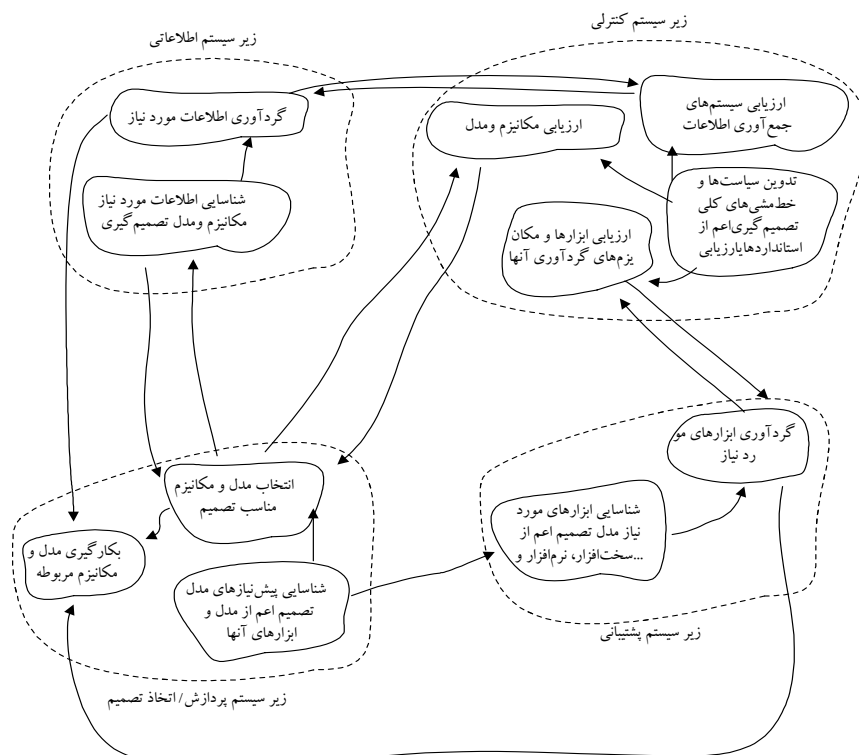 زیر سیستم کنترلی
زیر سیستم اطلاعاتی
ارزیابی سیستم‌های
جمع‌آوری اطلاعات
ارزیابی مکانیزم ومدل
گردآوری اطلاعات مورد نیاز
تدوین سیاست‌ها و
خط‌مشی‌های کلی
تصمیم‌گیری‌اعم از
استانداردهایارزیابی
شناسایی اطلاعات مورد نیاز
مکانیزم ومدل تصمیم‌گیری
ارزیابی ابزارها و مکان
یزم‌های گردآوری آنها
گردآوری ابزارهای مو
رد نیاز
انتخاب مدل و مکانیزم
مناسب تصمیم
شناسایی ابزارهای مورد
نیاز مدل تصمیم اعم از
سخت‌افزار، نرم‌افزار و...
بکارگیری مدل و
مکانیزم مربوطه
شناسایی پیش‌نیازهای مدل
تصمیم اعم از مدل و
ابزارهای آنها
زیر سیستم پشتیبانی
زیر سیستم پردازش/ اتخاذ تصمیم